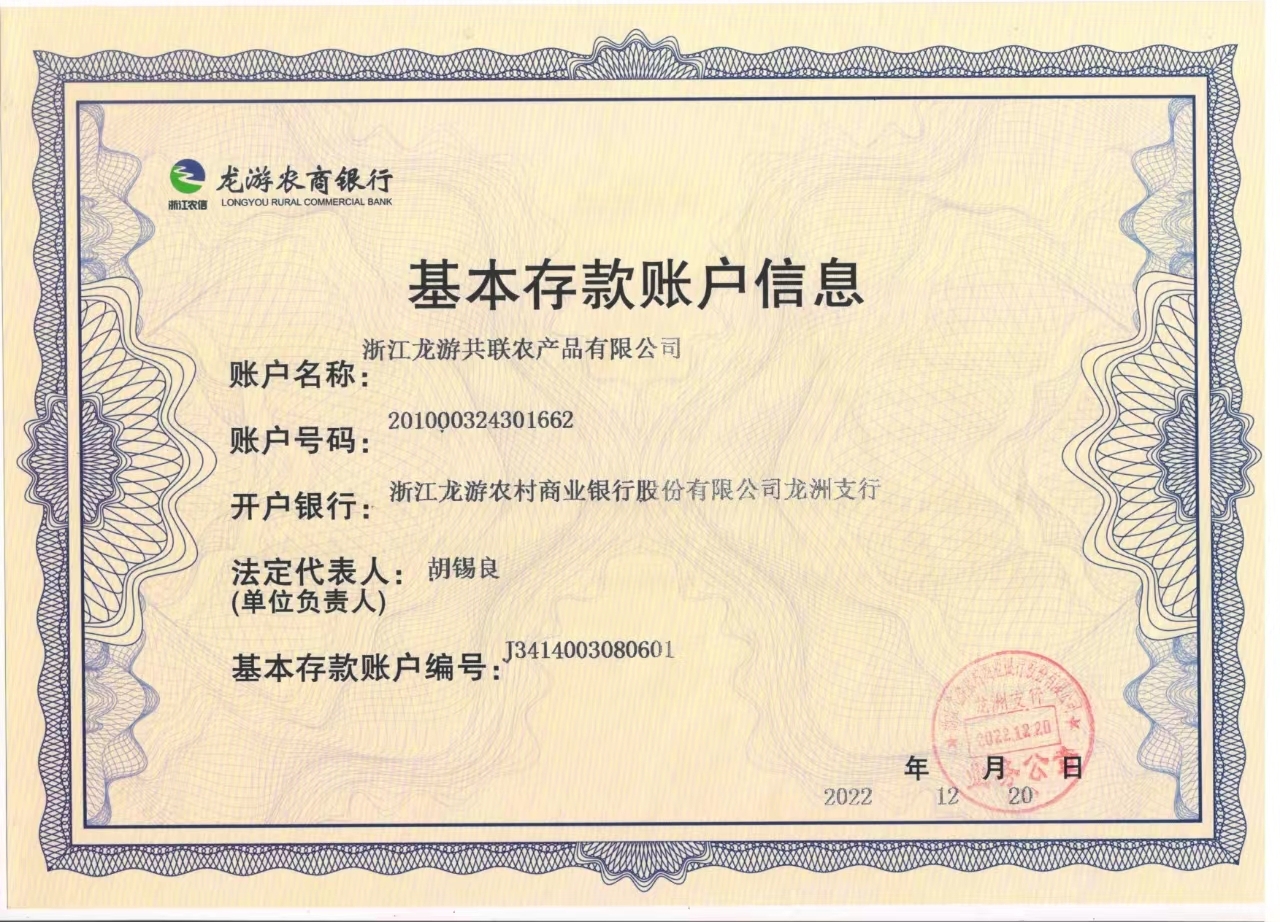 龙游农商银行
浙江农信
LONGYOU RURAL COMMERCIAL BANK
基本存款账户信息
账户名称：浙江龙游共联农产品有限公司
账户号码：201000324301662
开户银行：浙江龙游农村商业银行股份有限公司龙洲支行
法定代表人：胡锡良
(单位负责人)
基本存款账户编号：J3414003080601
龙洲支行
2022.12.20
业务公章
年 月 日
2022 12 20